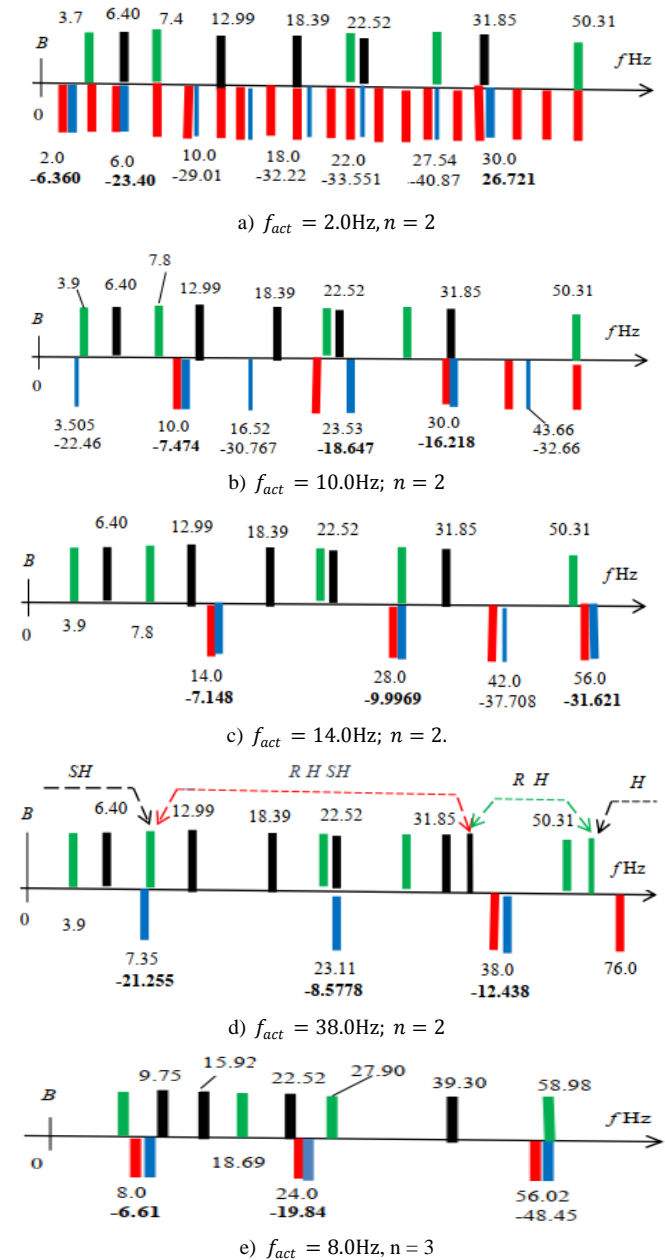 3.7 6.40 7.4 12.99 18.39 22.52 31.85 50.31
B
fHz
0
2.0 6.0 10.0 18.0 22.0 27.54 30.0
-6.360 -23.40 -29.01 -32.22 -33.551 -40.87 26.721
a) f_act = 2.0Hz, n = 2
7.8
3.9 6.40 12.99 18.39 22.52 31.85 50.31
B
fHz
0
3.505 10.0 16.52 23.53 30.0 43.66
-22.46 -7.474 -30.767 -18.647 -16.218 -32.66
b) f_act = 10.0Hz; n = 2
6.40 12.99 18.39 22.52 31.85 50.31
B
fHz
0
3.9 7.8
14.0 28.0 42.0 56.0
-7.148 -9.9969 -37.708 -31.621
c) f_act = 14.0Hz; n = 2.
SH R H SH R H H
B
6.40 12.99 18.39 22.52 31.85 50.31
fHz
0
3.9
7.35 23.11 38.0 76.0
-21.255 -8.5778 -12.438
d) f_act = 38.0Hz; n = 2
9.75 15.92 22.52 27.90 39.30 58.98
B
fHz
0
18.69
8.0 24.0 56.02
-6.61 -19.84 -48.45
e) f_act = 8.0Hz, n = 3